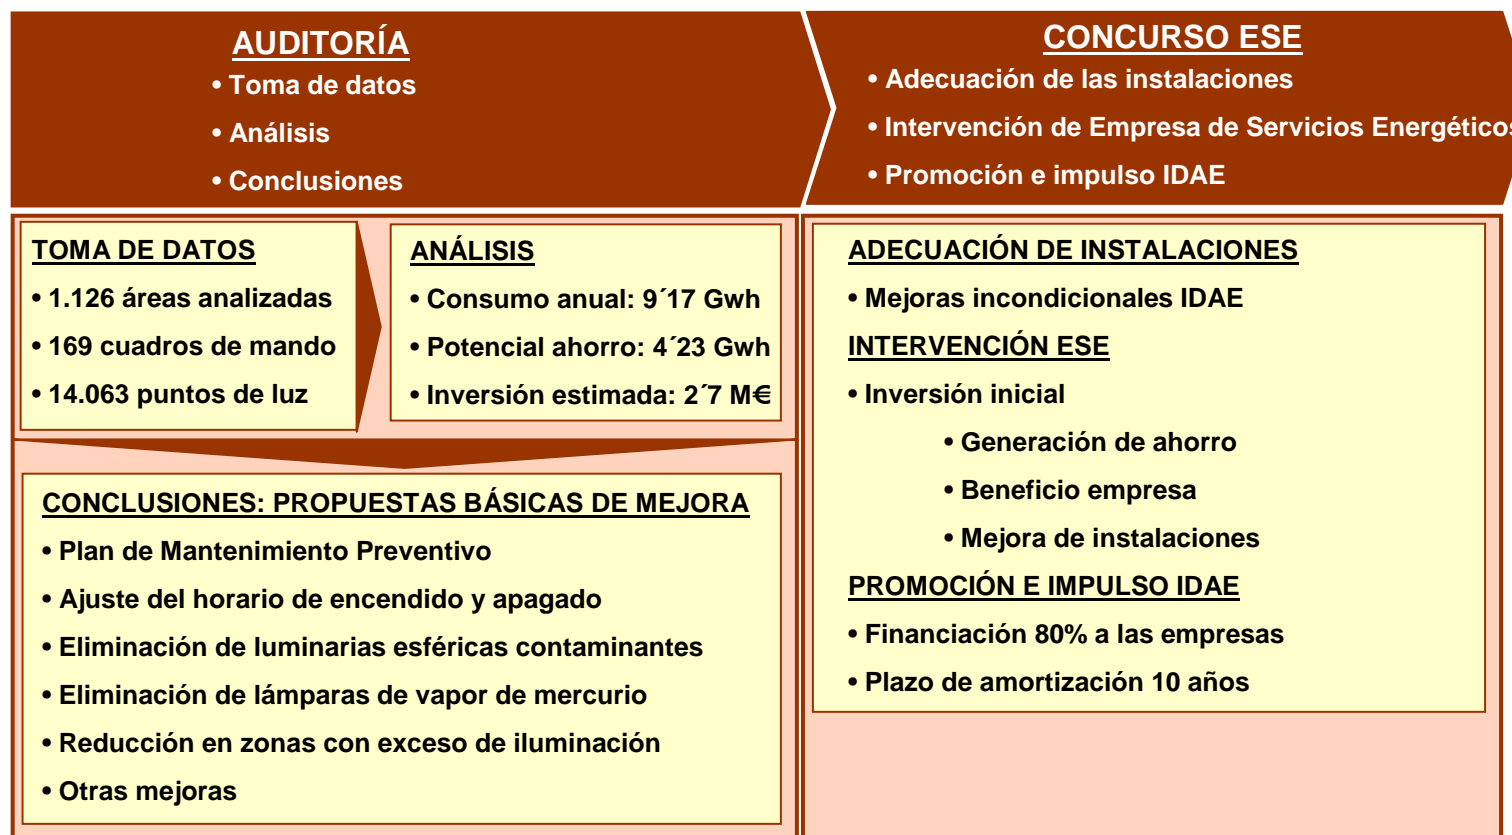 AUDITORÍA
• Toma de datos
• Análisis
• Conclusiones
CONCURSO ESE
• Adecuación de las instalaciones
• Intervención de Empresa de Servicios Energéticos
• Promoción e impulso IDAE
TOMA DE DATOS
• 1.126 áreas analizadas
• 169 cuadros de mando
• 14.063 puntos de luz
ANÁLISIS
• Consumo anual: 9´17 Gwh
• Potencial ahorro: 4´23 Gwh
• Inversión estimada: 2´7 M€
CONCLUSIONES: PROPUESTAS BÁSICAS DE MEJORA
• Plan de Mantenimiento Preventivo
• Ajuste del horario de encendido y apagado
• Eliminación de luminarias esféricas contaminantes
• Eliminación de lámparas de vapor de mercurio
• Reducción en zonas con exceso de iluminación
• Otras mejoras
ADECUACIÓN DE INSTALACIONES
• Mejoras incondicionales IDAE
INTERVENCIÓN ESE
• Inversión inicial
• Generación de ahorro
• Beneficio empresa
• Mejora de instalaciones
PROMOCIÓN E IMPULSO IDAE
• Financiación 80% a las empresas
• Plazo de amortización 10 años